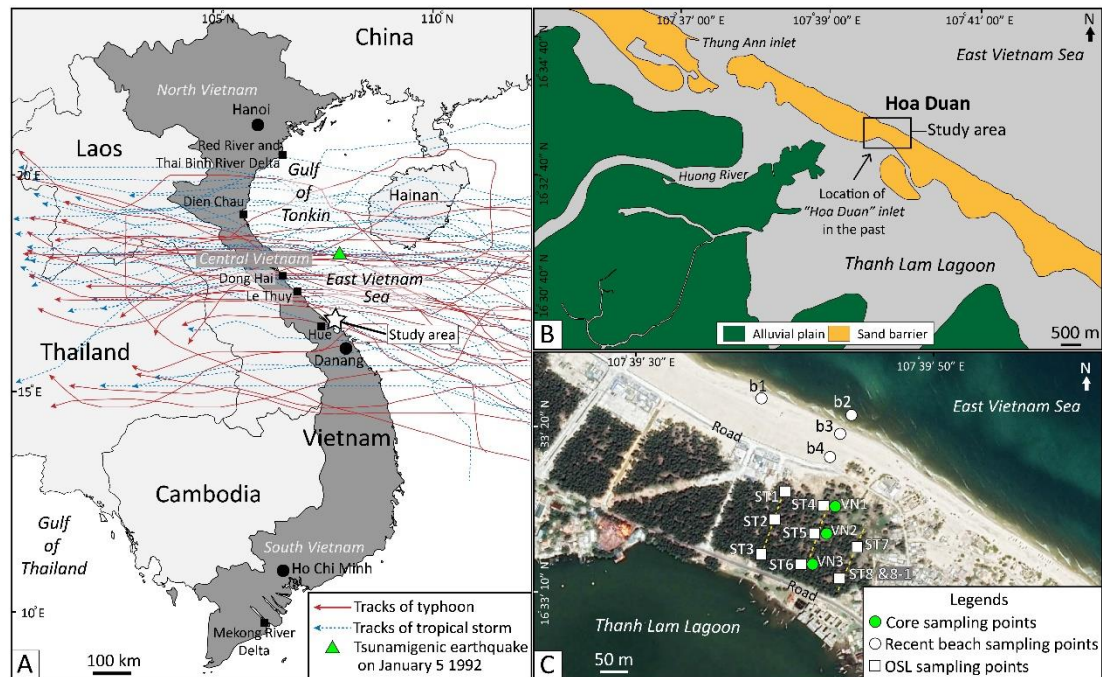 105°E
110°E
China
North Vietnam
Hanoi
Laos
Red River and
Thai Binh River Delta
Gulf
of
Tonkin
20°E
Hainan
Dien Chau
Central Vietnam
Dong Hai
East Vietnam
Sea
Le Thuy
Hue
Study area
Thailand
Danang
15°E
Vietnam
Cambodia
Gulf of
Thailand
South Vietnam
Ho Chi Minh
10°E
Mekong River
Delta
Tracks of typhoon
Tracks of tropical storm
Tsunamigenic earthquake
on January 5 1992
A
100 km
B
107 37' 00" E
107 39' 00" E
107 41' 00" E
N
16 34' 40" N
16 32' 40" N
16 30' 40" N
Thung Ann inlet
East Vietnam Sea
Hoa Duan
Study area
Huong River
Location of
"Hoa Duan" inlet
in the past
Thanh Lam Lagoon
Alluvial plain
Sand barrier
500 m
107 39' 30" E
107 39' 50" E
N
33' 20" N
16 33' 10" N
b1
b2
b3
b4
East Vietnam Sea
Road
ST1
ST4
VN1
ST2
ST5
VN2
ST7
ST3
ST6
VN3
ST8 &8-1
Road
Thanh Lam Lagoon
C
50 m
Legends
Core sampling points
Recent beach sampling points
OSL sampling points